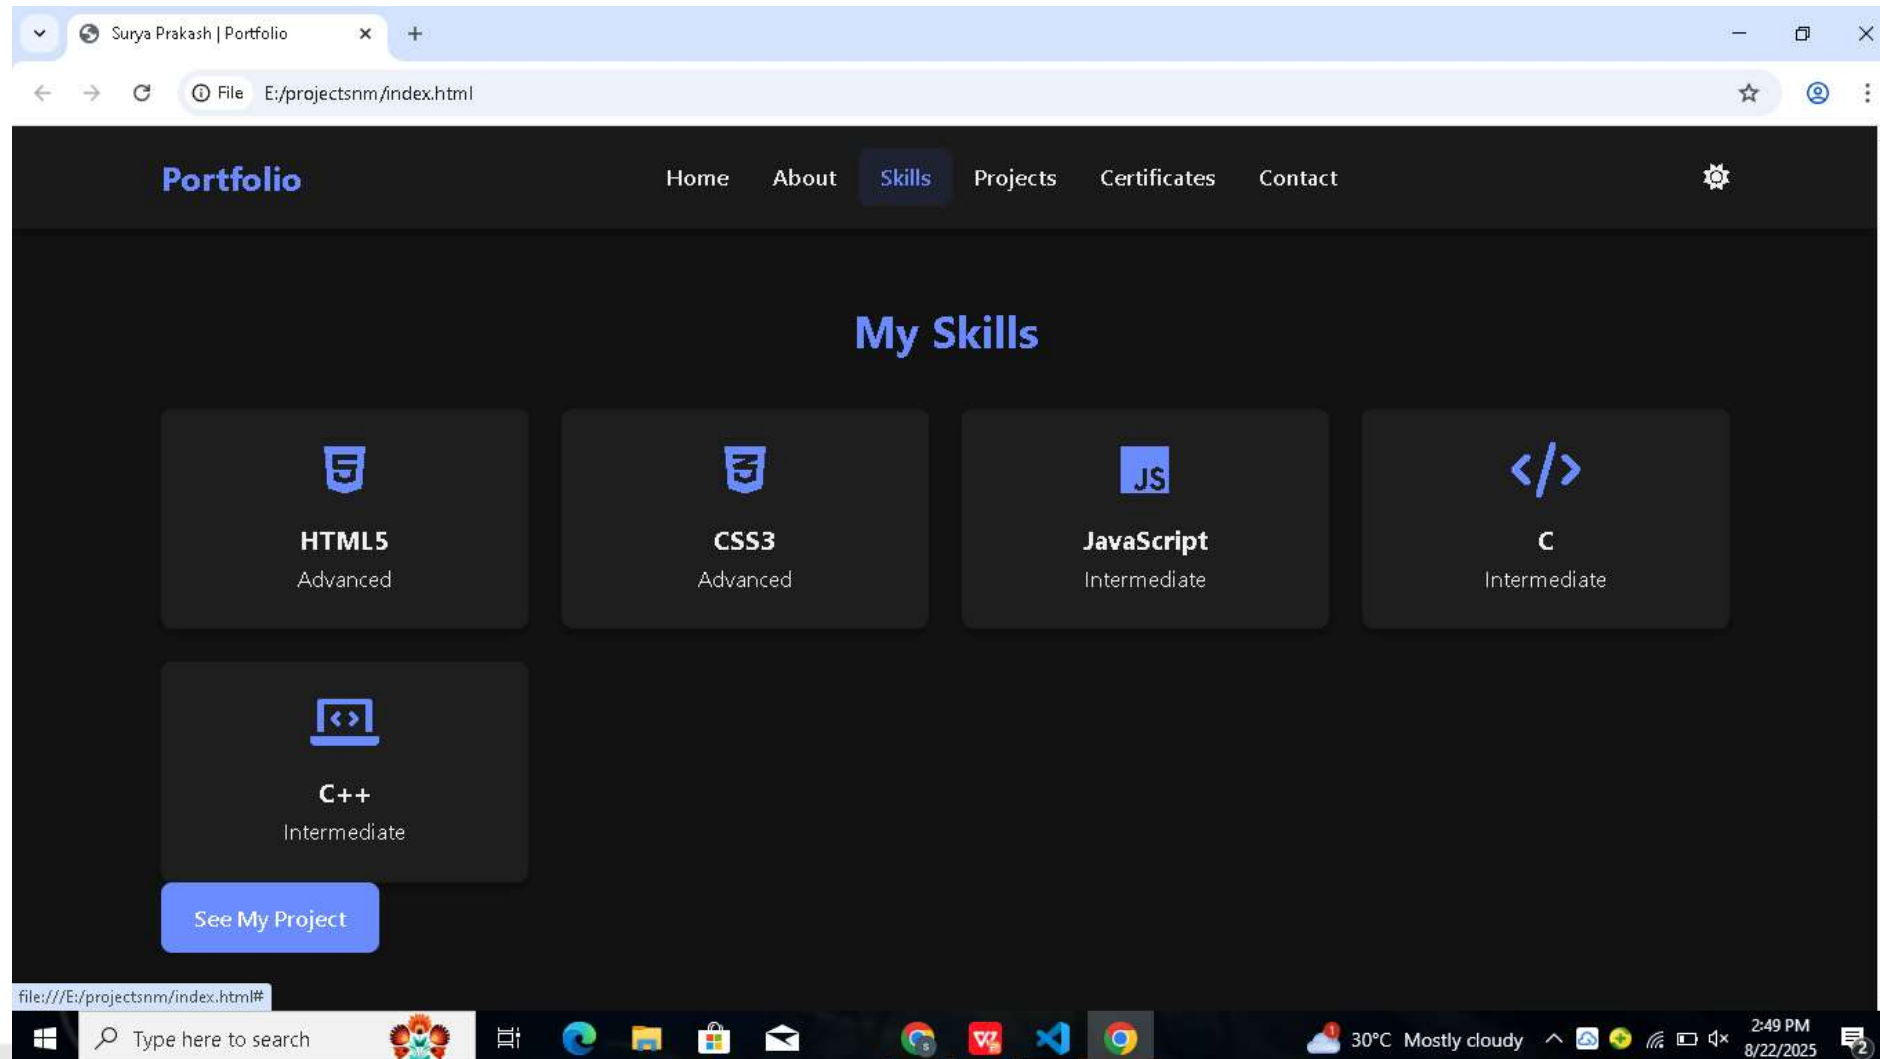 Surya Prakash | Portfolio
File E:/projectsnm/index.html
Portfolio Home About Skills Projects Certificates Contact
My Skills
HTML5 CSS3 JavaScript C
Advanced Advanced Intermediate Intermediate
C++
Intermediate
See My Project
file:///E:/projectsnm/index.html#
Type here to search 30°C Mostly cloudy 2:49 PM
8/22/2025